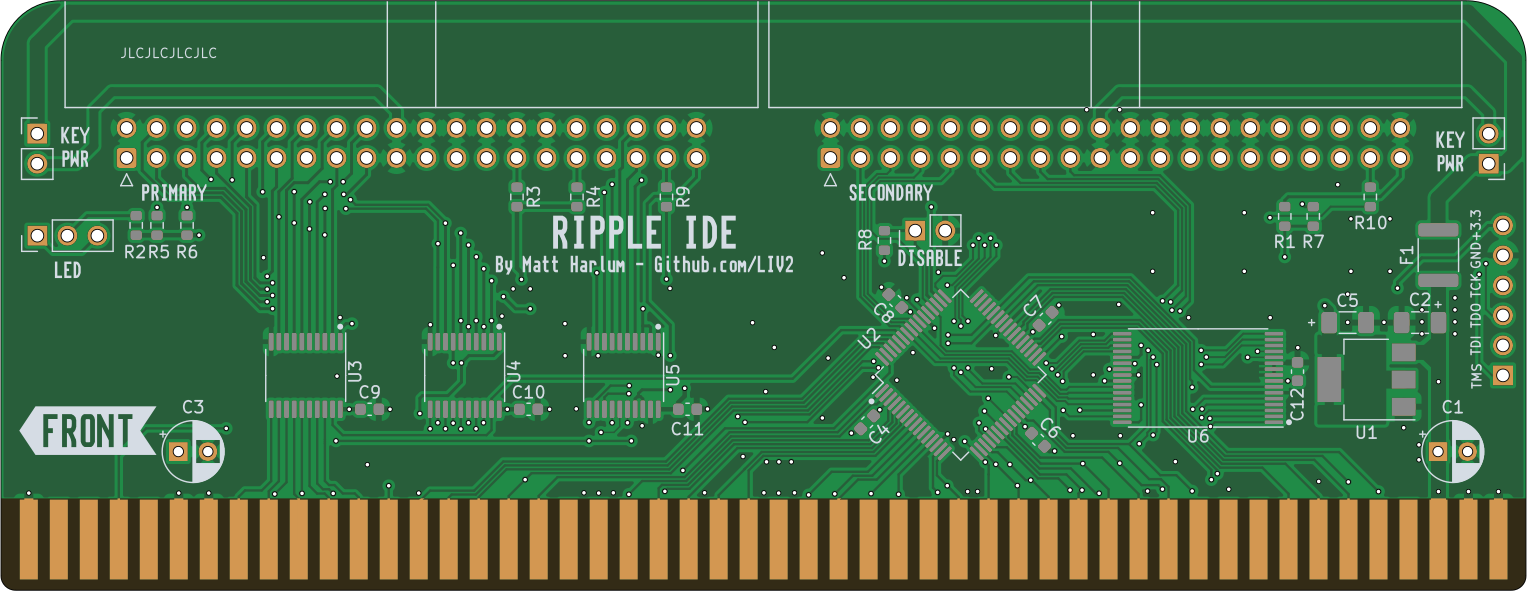 JLCJLCJLCJLC
KEY
PWR
KEY
PWR
PRIMARY
SECONDARY
R3
R4
R9
R10
R2
R5
R6
LED
RIPPLE IDE
By Matt Harlum - Github.com/LIV2
R8
DISABLE
R1
R7
F1
TMS TDI TDO TCK GND +3.3
C8
C7
C5
+
C2
+
U2
U3
U4
U5
C9
C10
C11
C12
U1
C4
C6
U6
FRONT
C3
+
C1
+